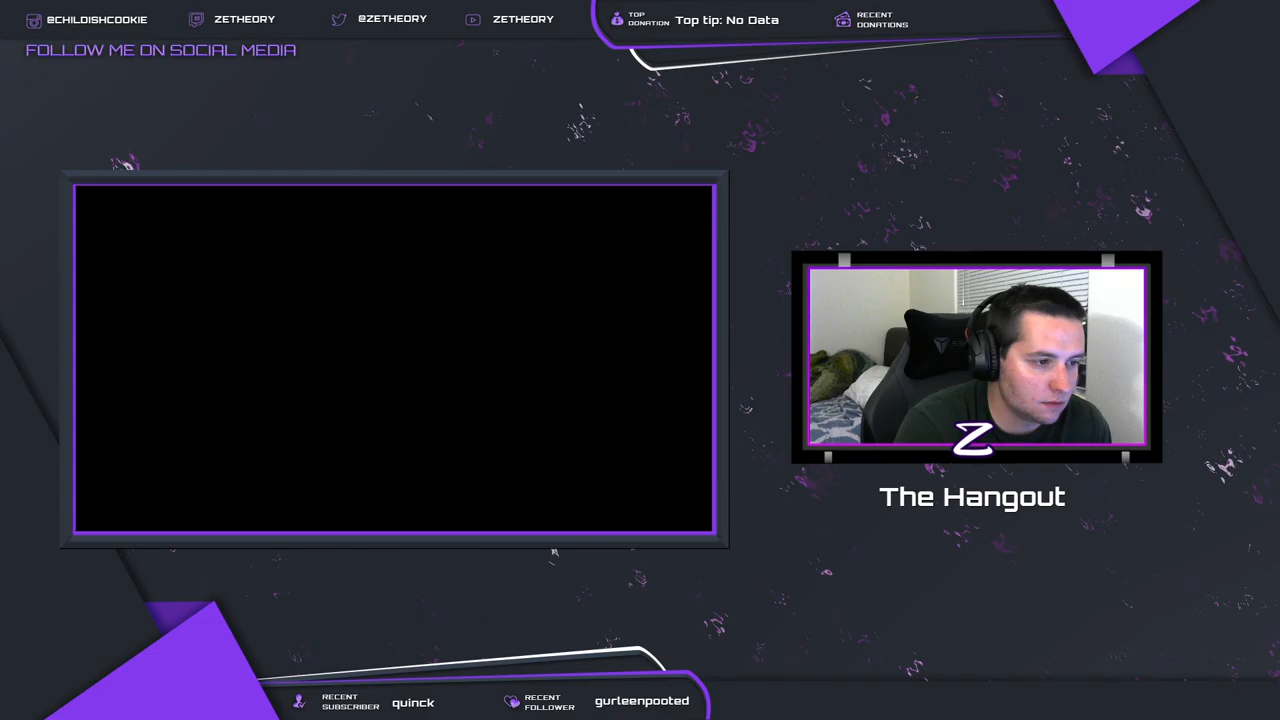 @CHILDISHCOOKIE
ZETHEORY
@ZETHEORY
ZETHEORY
TOP
DONATION
Top tip: No Data
RECENT
DONATIONS
FOLLOW ME ON SOCIAL MEDIA
Z
The Hangout
RECENT
SUBSCRIBER
quinck
RECENT
FOLLOWER
gurleenpooted